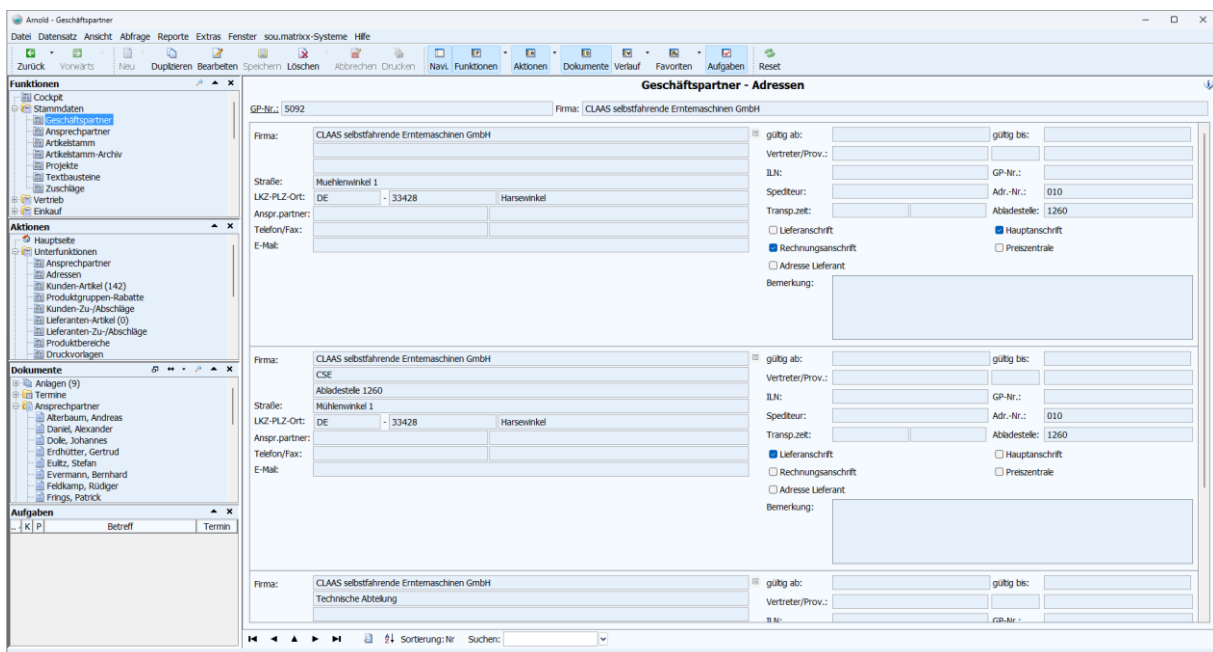 Arnold - Geschäftspartner
Datei Datensatz Ansicht Abfrage Reporte Extras Fenster sou.matrixx-Systeme Hilfe
Zurück Vorwärts Neu Duplizieren Bearbeiten Speichern Löschen Abbrechen Drucken Navi. Funktionen Aktionen Dokumente Verlauf Favoriten Aufgaben Reset
Funktionen
Cockpit
Stammdaten
Geschäftspartner
Ansprechpartner
Artikelstamm
Artikelstamm-Archiv
Projekte
Textbausteine
Zuschläge
Vertrieb
Einkauf
Aktionen
Hauptseite
Unterfunktionen
Ansprechpartner
Adressen
Kunden-Artikel (142)
Produktgruppen-Rabatte
Kunden-Zu-/Abschläge
Lieferanten-Artikel (0)
Lieferanten-Zu-/Abschläge
Produktbereiche
Druckvorlagen
Dokumente
Anlagen (9)
Termine
Ansprechpartner
Alterbaum, Andreas
Daniel, Alexander
Dolle, Johannes
Erdhütter, Gertrud
Eulitz, Stefan
Evermann, Bernhard
Feldkamp, Rüdiger
Frings, Patrick
Aufgaben
... K P Betreff Termin
Geschäftspartner - Adressen
GP-Nr.: 5092 Firma: CLAAS selbstfahrende Erntemaschinen GmbH
Firma: CLAAS selbstfahrende Erntemaschinen GmbH gültig ab: gültig bis:
Vertreter/Prov.:
ILN: GP-Nr.:
Straße: Muehlenwinkel 1 Spediteur: Adr.-Nr.: 010
LKZ-PLZ-Ort: DE - 33428 Harsewinkel
Anspr.partner: Transp.zeit: Abladestelle: 1260
Telefon/Fax: Lieferanschrift Hauptanschrift
E-Mail: Rechnungsanschrift Preiszentrale
Adresse Lieferant
Bemerkung:
Firma: CLAAS selbstfahrende Erntemaschinen GmbH gültig ab: gültig bis:
CSE Vertreter/Prov.:
Abladestelle 1260 ILN: GP-Nr.:
Straße: Mühlenwinkel 1 Spediteur: Adr.-Nr.: 010
LKZ-PLZ-Ort: DE - 33428 Harsewinkel
Anspr.partner: Transp.zeit: Abladestelle: 1260
Telefon/Fax: Lieferanschrift Hauptanschrift
E-Mail: Rechnungsanschrift Preiszentrale
Adresse Lieferant
Bemerkung:
Firma: CLAAS selbstfahrende Erntemaschinen GmbH gültig ab: gültig bis:
Technische Abteilung Vertreter/Prov.:
ILN: GP-Nr.:
Sortierung: Nr Suchen: